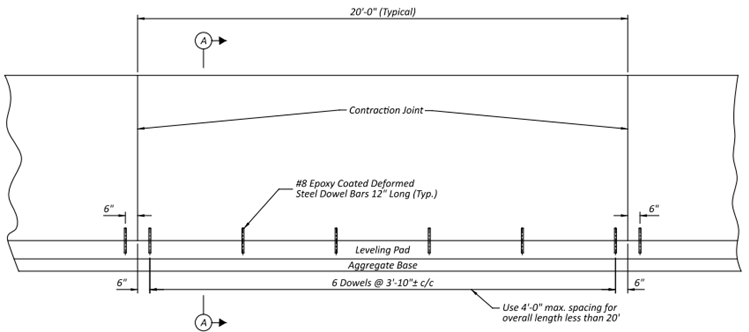 20'-0" (Typical)
A
Contraction Joint
#8 Epoxy Coated Deformed
Steel Dowel Bars 12" Long (Typ.)
6"
6"
Leveling Pad
Aggregate Base
6"
6 Dowels @ 3'-10"± c/c
6"
Use 4'-0" max. spacing for
overall length less than 20'
A